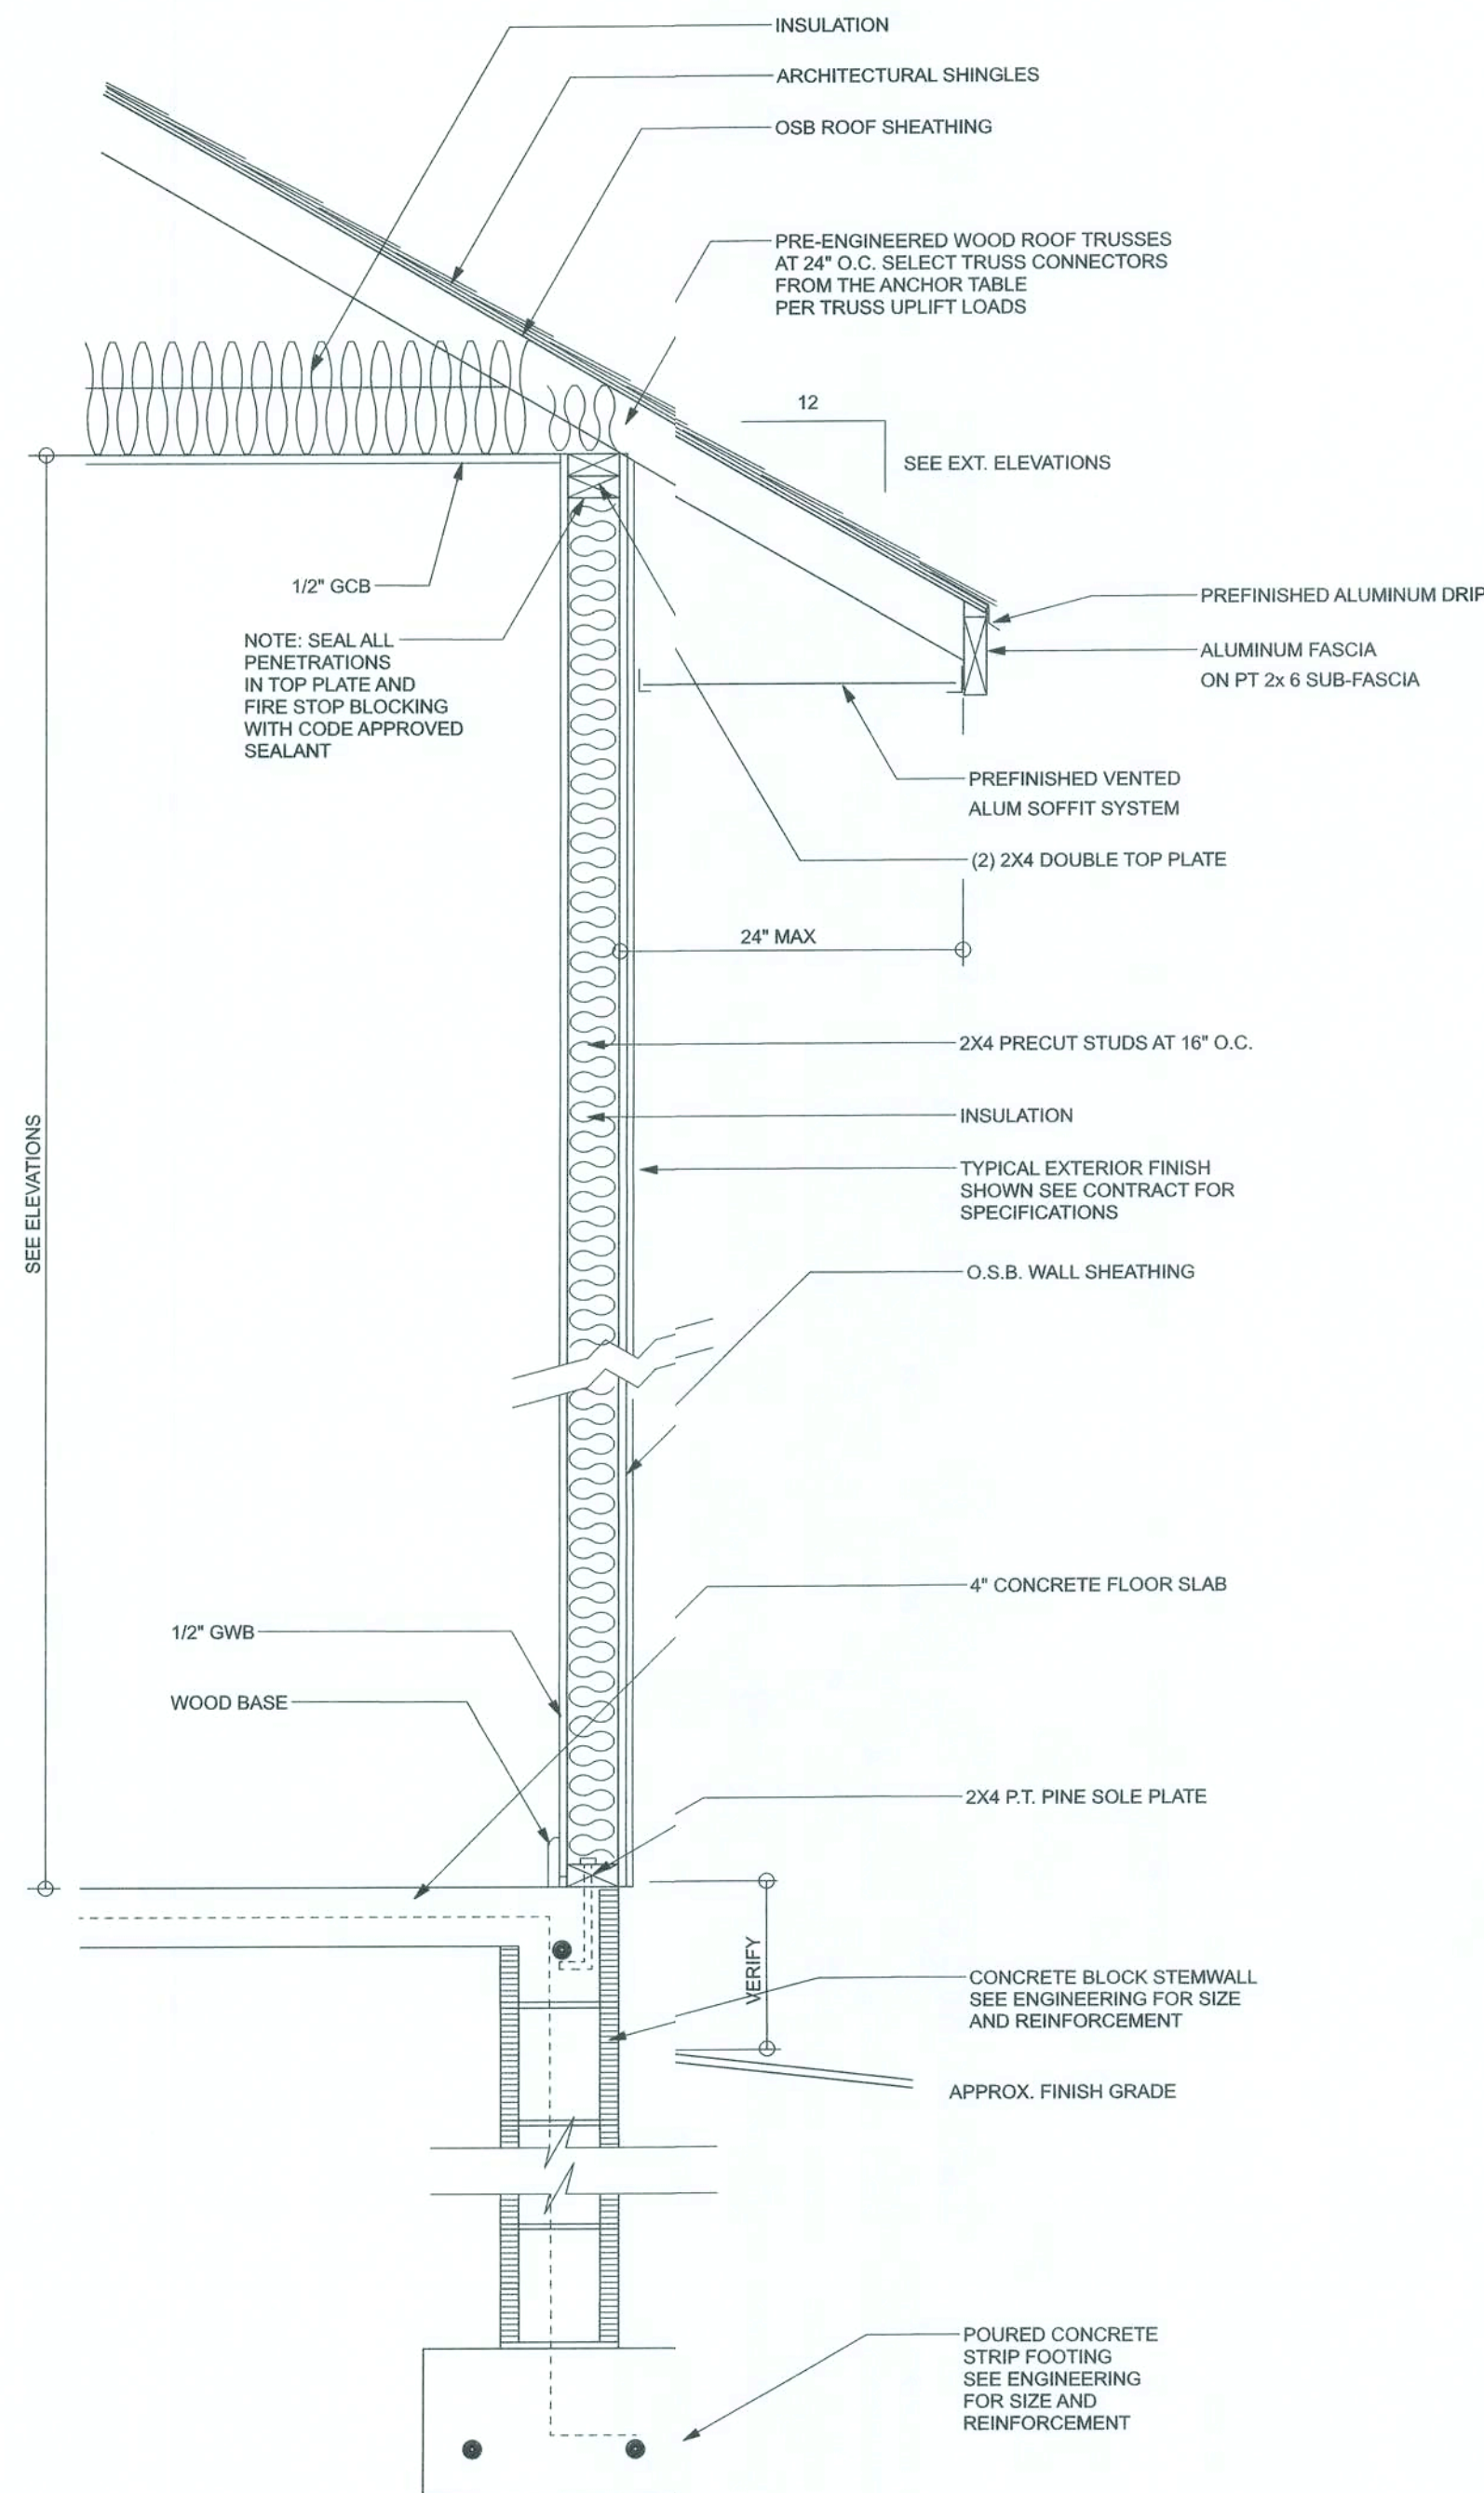 INSULATION
ARCHITECTURAL SHINGLES
OSB ROOF SHEATHING
PRE-ENGINEERED WOOD ROOF TRUSSES
AT 24" O.C. SELECT TRUSS CONNECTORS
FROM THE ANCHOR TABLE
PER TRUSS UPLIFT LOADS
12
SEE EXT. ELEVATIONS
1/2" GCB
NOTE: SEAL ALL
PENETRATIONS
IN TOP PLATE AND
FIRE STOP BLOCKING
WITH CODE APPROVED
SEALANT
PREFINISHED ALUMINUM DRIP
ALUMINUM FASCIA
ON PT 2x 6 SUB-FASCIA
PREFINISHED VENTED
ALUM SOFFIT SYSTEM
(2) 2X4 DOUBLE TOP PLATE
24" MAX
2X4 PRECUT STUDS AT 16" O.C.
INSULATION
TYPICAL EXTERIOR FINISH
SHOWN SEE CONTRACT FOR
SPECIFICATIONS
SEE ELEVATIONS
O.S.B. WALL SHEATHING
4" CONCRETE FLOOR SLAB
1/2" GWB
WOOD BASE
2X4 P.T. PINE SOLE PLATE
VERIFY
CONCRETE BLOCK STEMWALL
SEE ENGINEERING FOR SIZE
AND REINFORCEMENT
APPROX. FINISH GRADE
POURED CONCRETE
STRIP FOOTING
SEE ENGINEERING
FOR SIZE AND
REINFORCEMENT